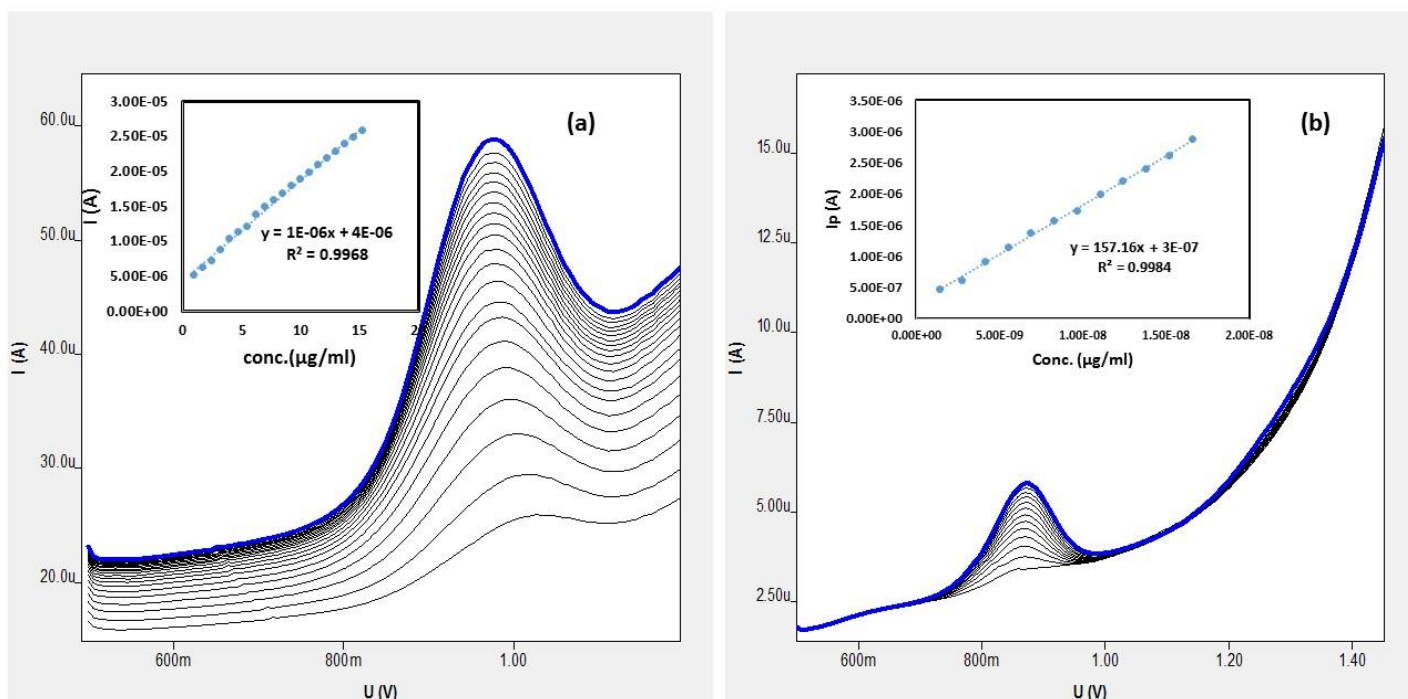 (a)
60.0u
50.0u
40.0u
30.0u
20.0u
I (A)
600m
800m
1.00
U (V)
3.00E-05
2.50E-05
2.00E-05
1.50E-05
1.00E-05
5.00E-06
0.00E+00
I (A)
0
5
10
15
20
conc.(µg/ml)
y = 1E-06x + 4E-06
R² = 0.9968
(b)
15.0u
12.5u
10.0u
7.50u
5.00u
2.50u
I (A)
600m
800m
1.00
1.20
1.40
U (V)
3.50E-06
3.00E-06
2.50E-06
2.00E-06
1.50E-06
1.00E-06
5.00E-07
0.00E+00
Ip (A)
0.00E+00
5.00E-09
1.00E-08
1.50E-08
2.00E-08
Conc. (µg/ml)
y = 157.16x + 3E-07
R² = 0.9984